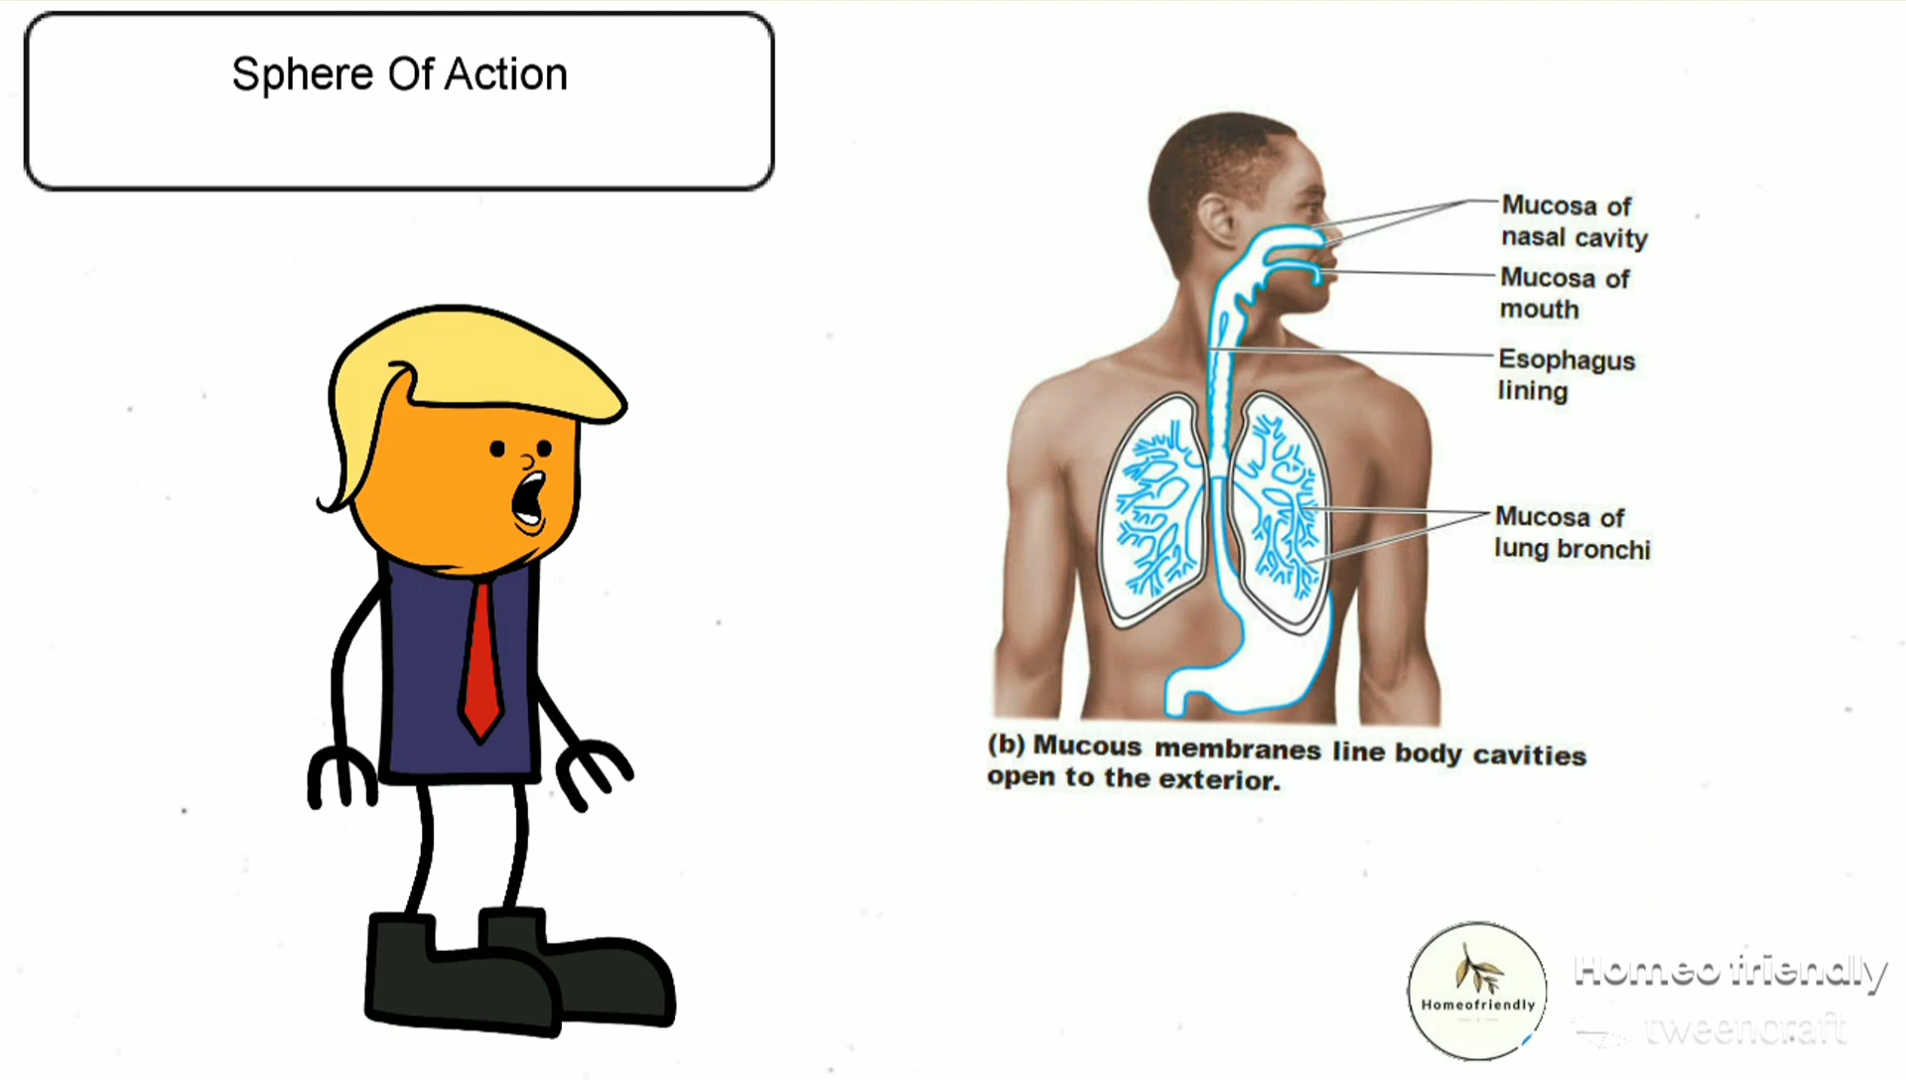 Sphere Of Action
Mucosa of
nasal cavity
Mucosa of
mouth
Esophagus
lining
Mucosa of
lung bronchi
(b) Mucous membranes line body cavities
open to the exterior.
Homeofriendly
Homeo friendly
tweencraft